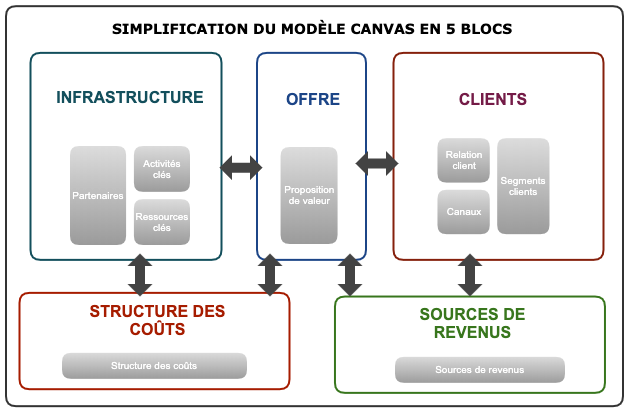 SIMPLIFICATION DU MODÈLE CANVAS EN 5 BLOCS
INFRASTRUCTURE
Partenaires
Activités
clés
Ressources
clés
OFFRE
Proposition
de valeur
CLIENTS
Relation
client
Canaux
Segments
clients
STRUCTURE DES
COÛTS
Structure des coûts
SOURCES DE
REVENUS
Sources de revenus